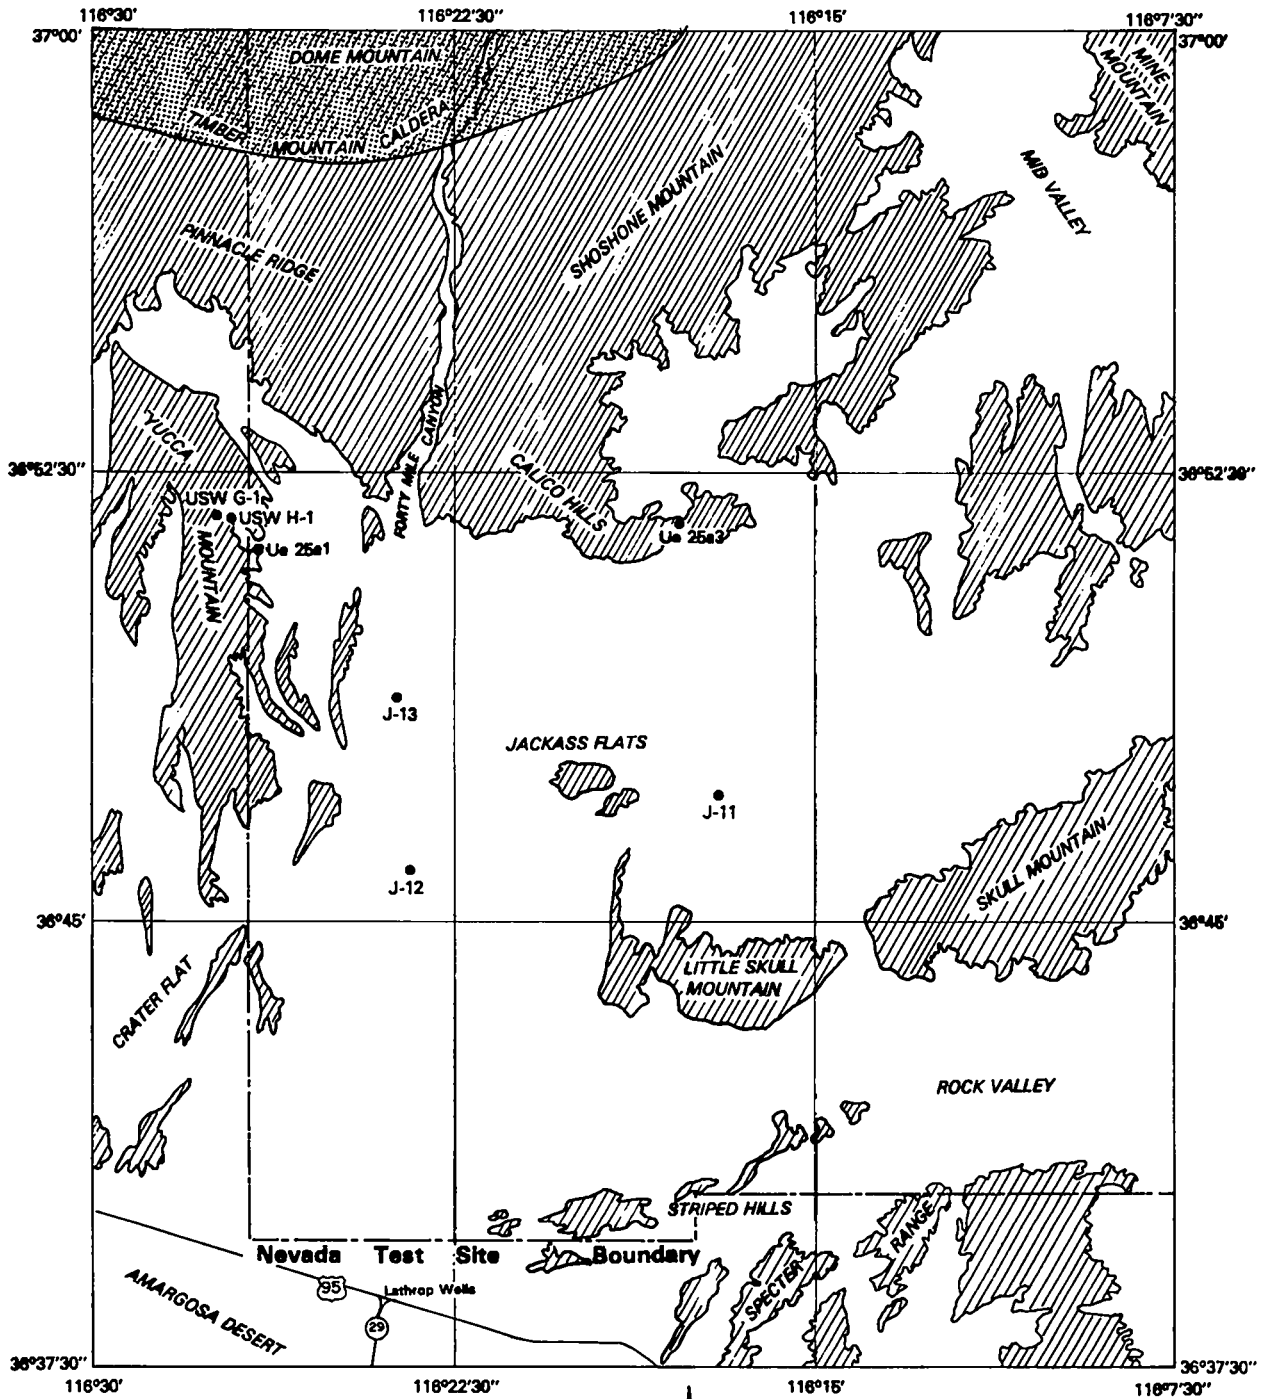 116°30' 116°22'30" 116°15' 116°7'30"
37°00' 37°00'
DOME MOUNTAIN
MINE
MOUNTAIN
TIMBER MOUNTAIN CALDERA
MID VALLEY
SHOSHONE MOUNTAIN
PINNACLE RIDGE
YUCCA
MOUNTAIN
FORTY MILE CANYON
CALICO HILLS
36°52'30" 36°52'30"
USW G-1
USW H-1
Ue 25a1
Ue 25a3
J-13
JACKASS FLATS
J-11
J-12
SKULL MOUNTAIN
36°45' 36°45'
LITTLE SKULL
MOUNTAIN
CRATER FLAT
ROCK VALLEY
STRIPED HILLS
SPECTER
RANGE
Nevada Test Site Boundary
95
Lathrop Wells
29
AMARGOSA DESERT
36°37'30" 36°37'30"
116°30' 116°22'30" 116°15' 116°7'30"